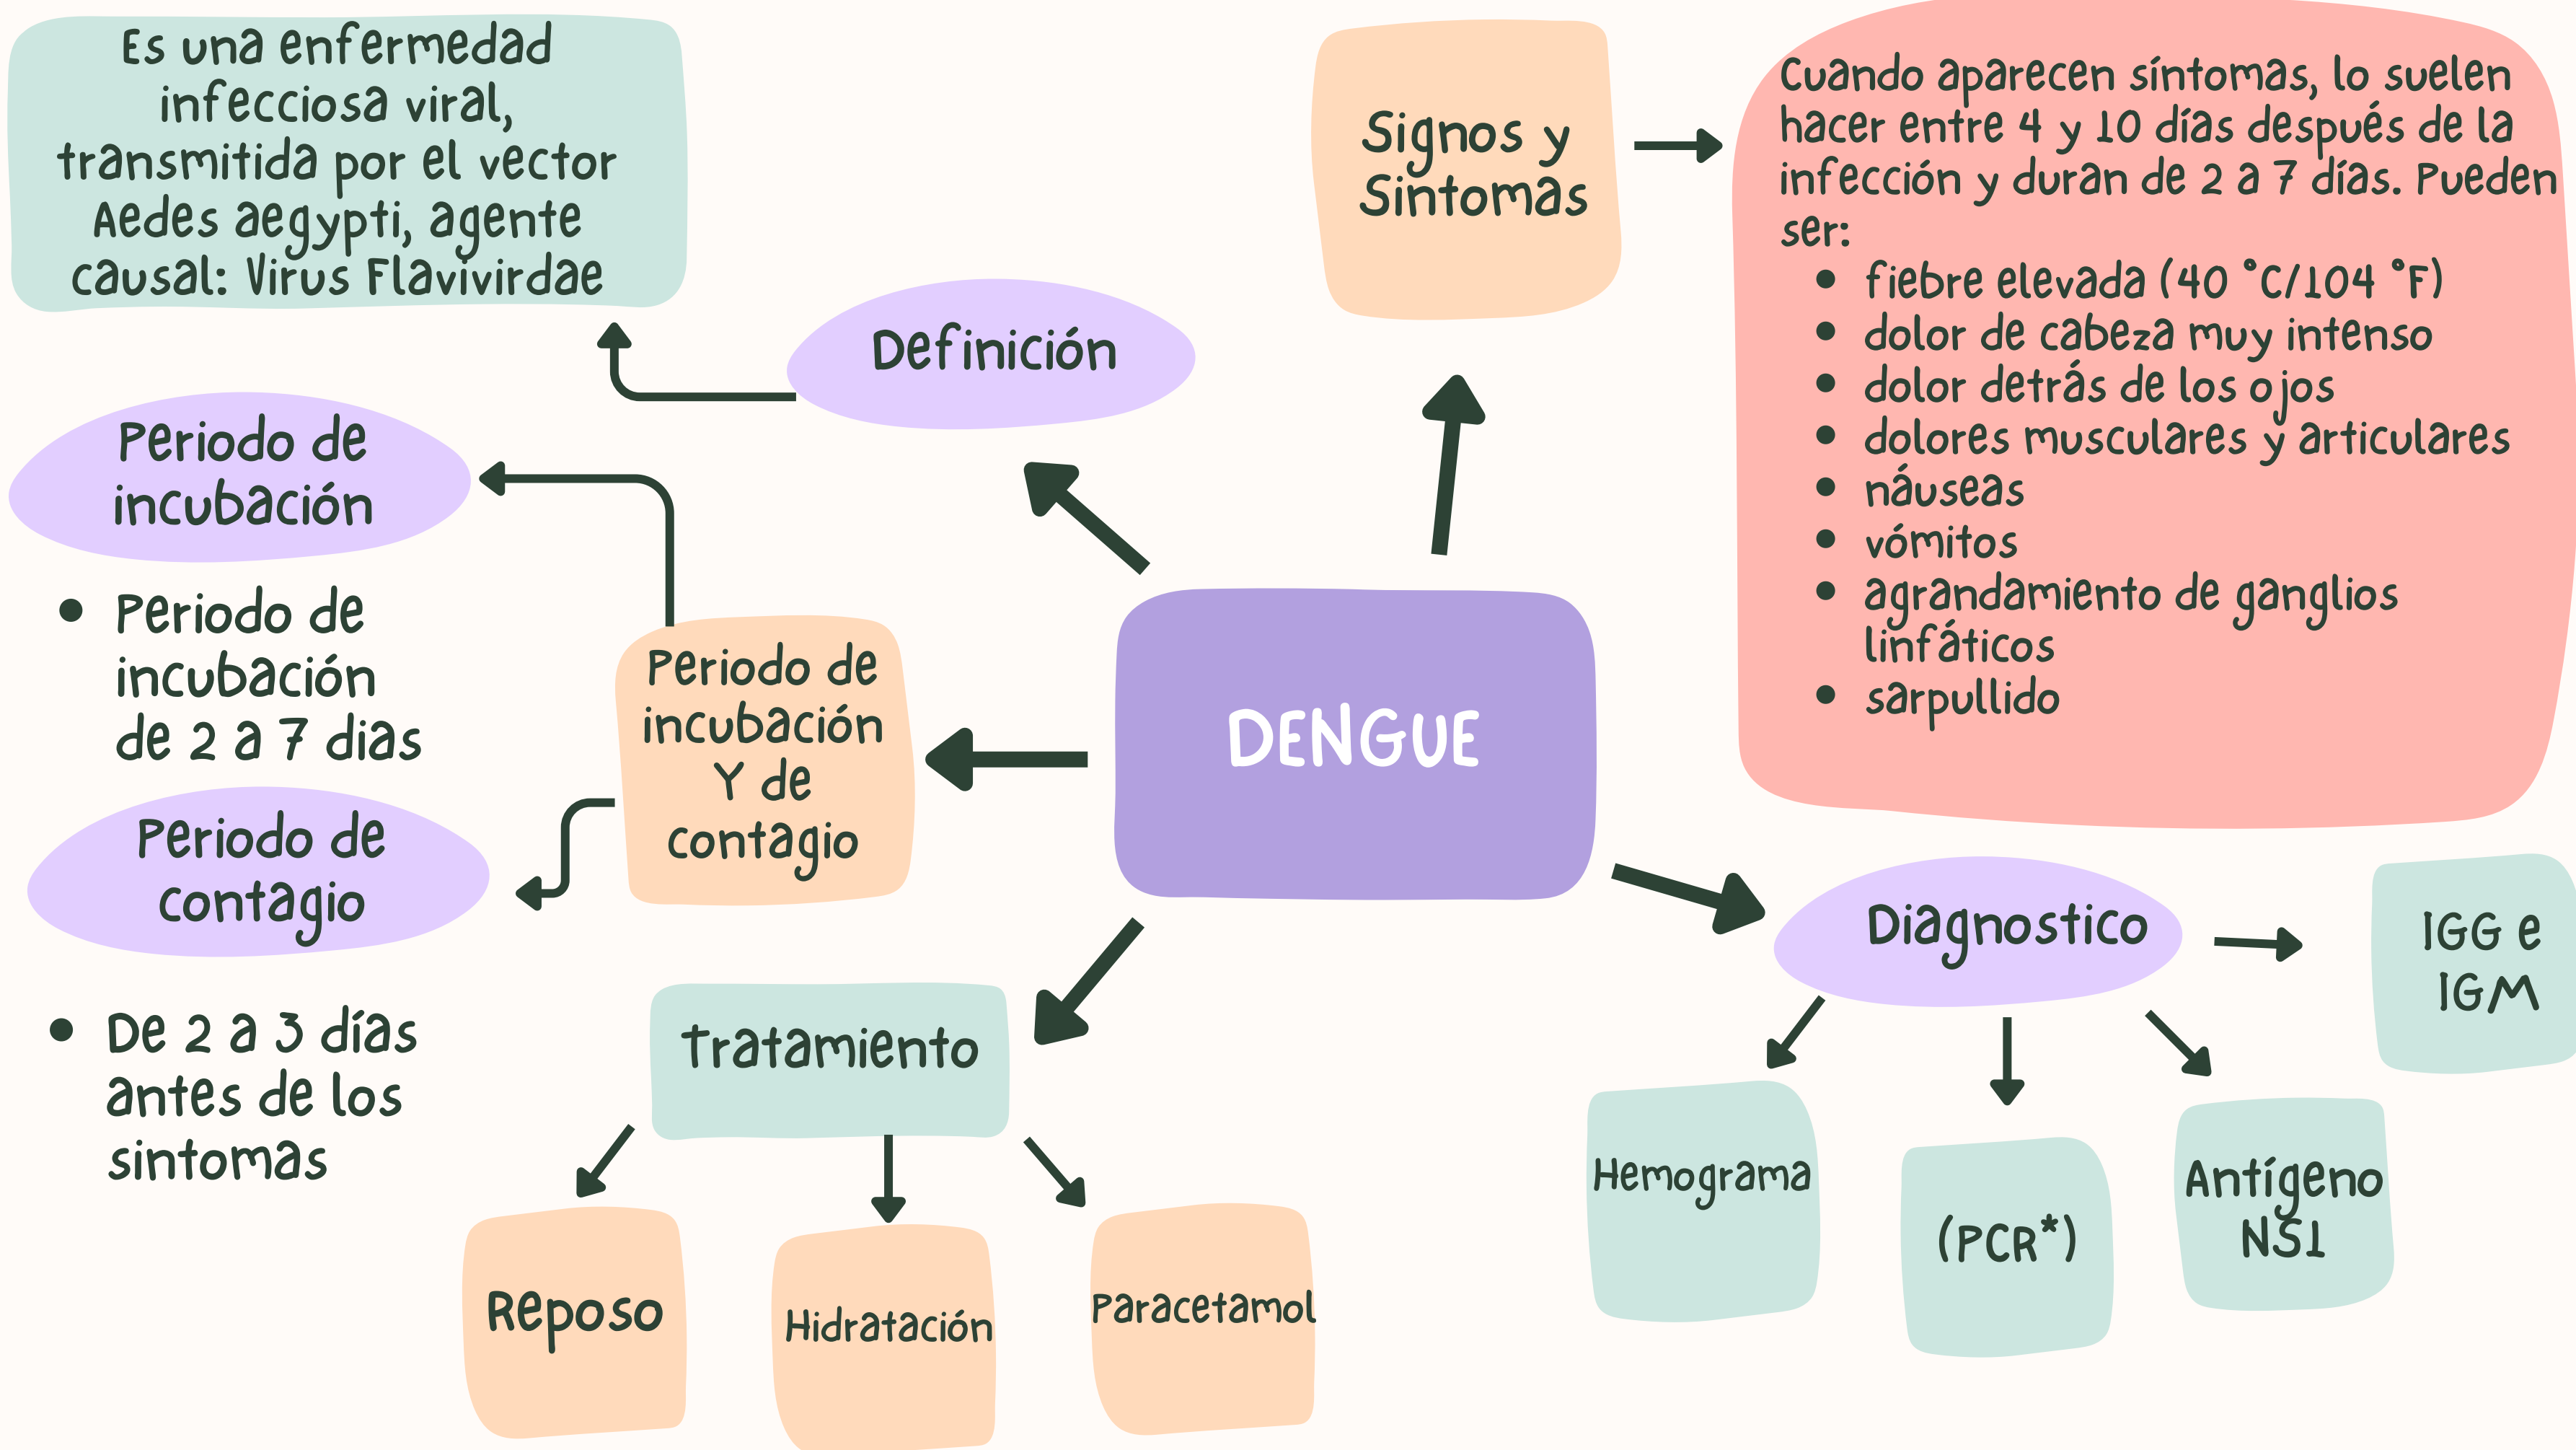 Es una enfermedad
infecciosa viral,
transmitida por el vector
Aedes aegypti, agente
causal: Virus Flavivirdae
Definición
Signos y
Sintomas
Cuando aparecen síntomas, lo suelen
hacer entre 4 y 10 días después de la
infección y duran de 2 a 7 días. Pueden
ser:
• fiebre elevada (40 °C/104 °F)
• dolor de cabeza muy intenso
• dolor detrás de los ojos
• dolores musculares y articulares
• náuseas
• vómitos
• agrandamiento de ganglios
linfáticos
• sarpullido
Periodo de
incubación
• Periodo de
incubación
de 2 a 7 dias
Periodo de
incubación
Y de
contagio
DENGUE
Periodo de
contagio
• De 2 a 3 días
antes de los
sintomas
Tratamiento
Reposo
Hidratación
Paracetamol
Diagnostico
IGG e
IGM
Hemograma
(PCR*)
Antígeno
NS1